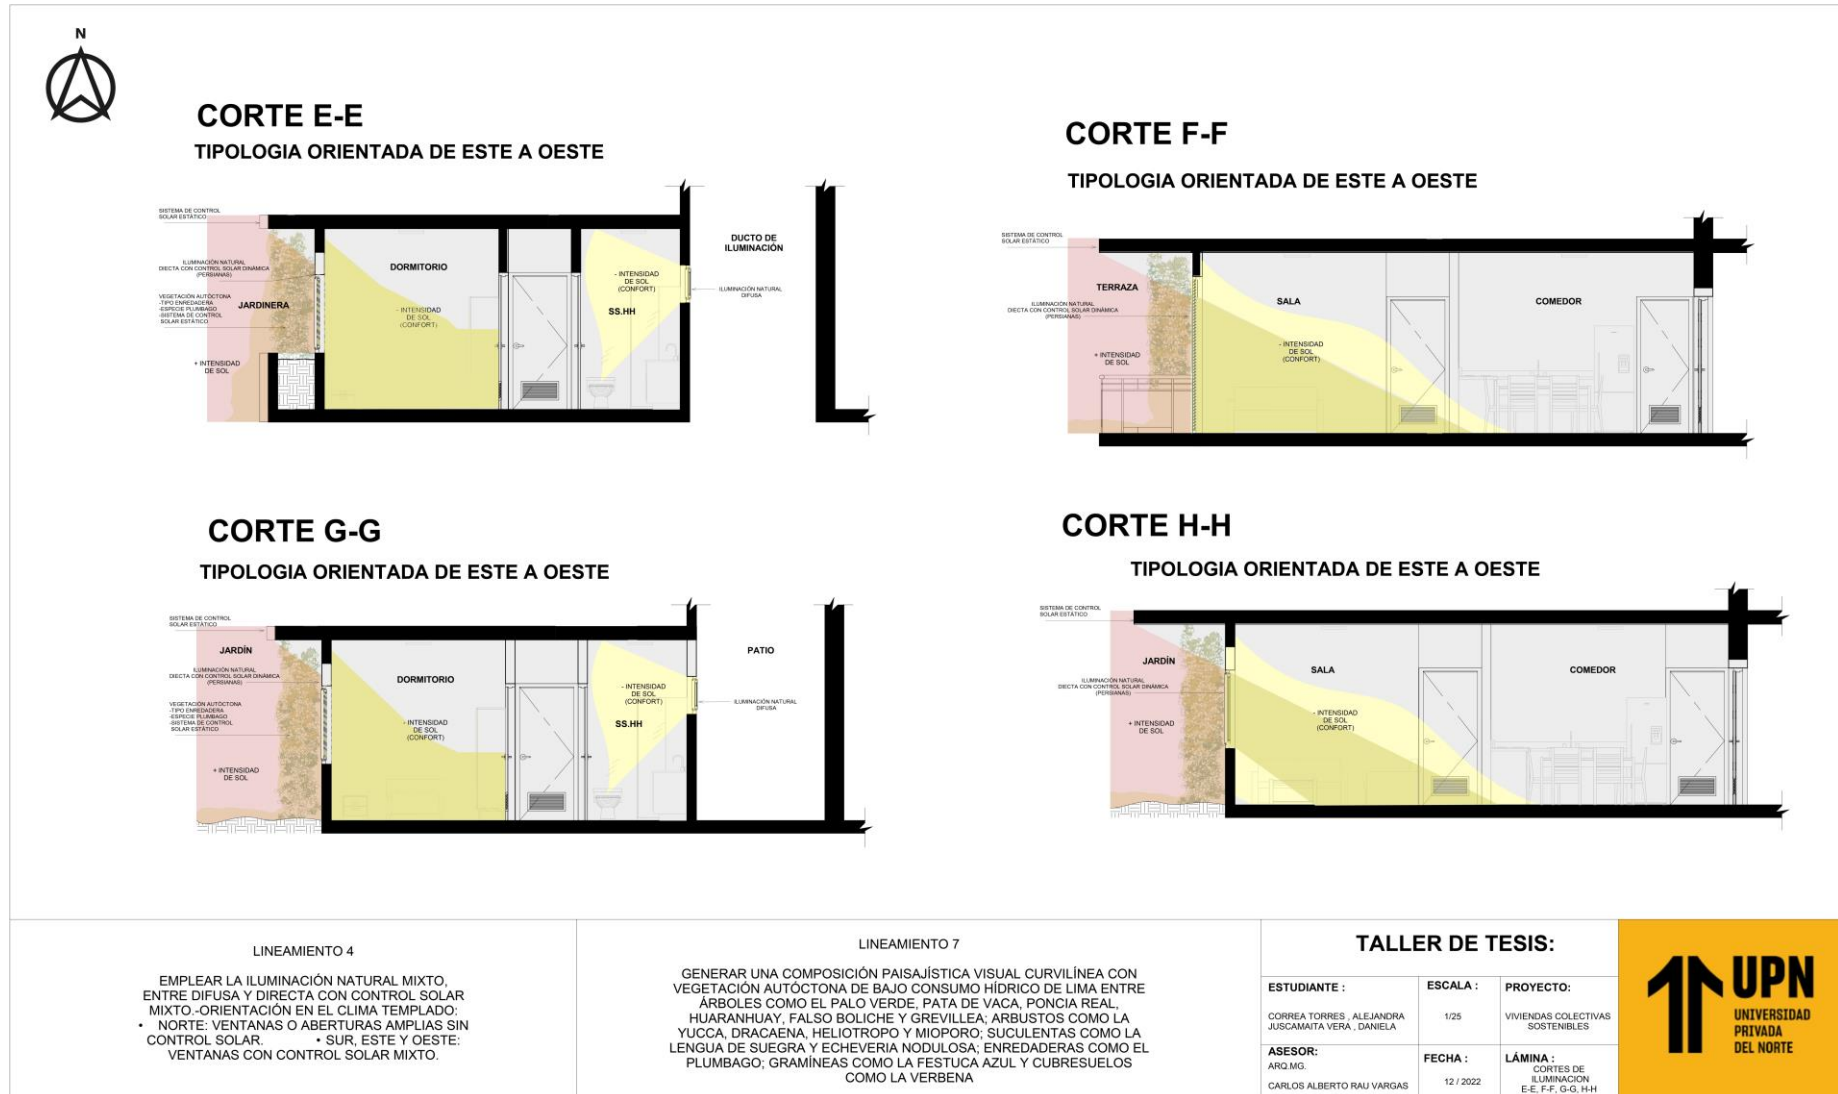 N
CORTE E-E
TIPOLOGIA ORIENTADA DE ESTE A OESTE
SISTEMA DE CONTROL
SOLAR ESTÁTICO
ILUMINACIÓN NATURAL
DIECTA CON CONTROL SOLAR DINÁMICA
(PERSIANAS)
VEGETACIÓN AUTÓCTONA
-TIPO ENREDADERA
-ESPECIE PLUMBAGO
-SISTEMA DE CONTROL
SOLAR ESTÁTICO
JARDINERA
+ INTENSIDAD
DE SOL
DORMITORIO
- INTENSIDAD
DE SOL
(CONFORT)
- INTENSIDAD
DE SOL
(CONFORT)
SS.HH
DUCTO DE
ILUMINACIÓN
ILUMINACIÓN NATURAL
DIFUSA
CORTE F-F
TIPOLOGIA ORIENTADA DE ESTE A OESTE
SISTEMA DE CONTROL
SOLAR ESTÁTICO
TERRAZA
ILUMINACIÓN NATURAL
DIECTA CON CONTROL SOLAR DINÁMICA
(PERSIANAS)
+ INTENSIDAD
DE SOL
SALA
- INTENSIDAD
DE SOL
(CONFORT)
COMEDOR
CORTE G-G
TIPOLOGIA ORIENTADA DE ESTE A OESTE
SISTEMA DE CONTROL
SOLAR ESTÁTICO
JARDÍN
ILUMINACIÓN NATURAL
DIECTA CON CONTROL SOLAR DINÁMICA
(PERSIANAS)
VEGETACIÓN AUTÓCTONA
-TIPO ENREDADERA
-ESPECIE PLUMBAGO
-SISTEMA DE CONTROL
SOLAR ESTÁTICO
+ INTENSIDAD
DE SOL
DORMITORIO
- INTENSIDAD
DE SOL
(CONFORT)
- INTENSIDAD
DE SOL
(CONFORT)
SS.HH
PATIO
ILUMINACIÓN NATURAL
DIFUSA
CORTE H-H
TIPOLOGIA ORIENTADA DE ESTE A OESTE
SISTEMA DE CONTROL
SOLAR ESTÁTICO
JARDÍN
ILUMINACIÓN NATURAL
DIECTA CON CONTROL SOLAR DINÁMICA
(PERSIANAS)
+ INTENSIDAD
DE SOL
SALA
- INTENSIDAD
DE SOL
(CONFORT)
COMEDOR
LINEAMIENTO 4
EMPLEAR LA ILUMINACIÓN NATURAL MIXTO,
ENTRE DIFUSA Y DIRECTA CON CONTROL SOLAR
MIXTO.-ORIENTACIÓN EN EL CLIMA TEMPLADO:
• NORTE: VENTANAS O ABERTURAS AMPLIAS SIN
CONTROL SOLAR. • SUR, ESTE Y OESTE:
VENTANAS CON CONTROL SOLAR MIXTO.
LINEAMIENTO 7
GENERAR UNA COMPOSICIÓN PAISAJÍSTICA VISUAL CURVILÍNEA CON
VEGETACIÓN AUTÓCTONA DE BAJO CONSUMO HÍDRICO DE LIMA ENTRE
ÁRBOLES COMO EL PALO VERDE, PATA DE VACA, PONCIA REAL,
HUARANHUAY, FALSO BOLICHE Y GREVILLEA; ARBUSTOS COMO LA
YUCCA, DRACAENA, HELIOTROPO Y MIOPORO; SUCULENTAS COMO LA
LENGUA DE SUEGRA Y ECHEVERIA NODULOSA; ENREDADERAS COMO EL
PLUMBAGO; GRAMÍNEAS COMO LA FESTUCA AZUL Y CUBRESUELOS
COMO LA VERBENA
TALLER DE TESIS:
ESTUDIANTE :
CORREA TORRES , ALEJANDRA
JUSCAMAITA VERA , DANIELA
ESCALA :
1/25
PROYECTO:
VIVIENDAS COLECTIVAS
SOSTENIBLES
ASESOR:
ARQ.MG.
CARLOS ALBERTO RAU VARGAS
FECHA :
12 / 2022
LÁMINA :
CORTES DE
ILUMINACION
E-E, F-F, G-G, H-H
UPN
UNIVERSIDAD
PRIVADA
DEL NORTE